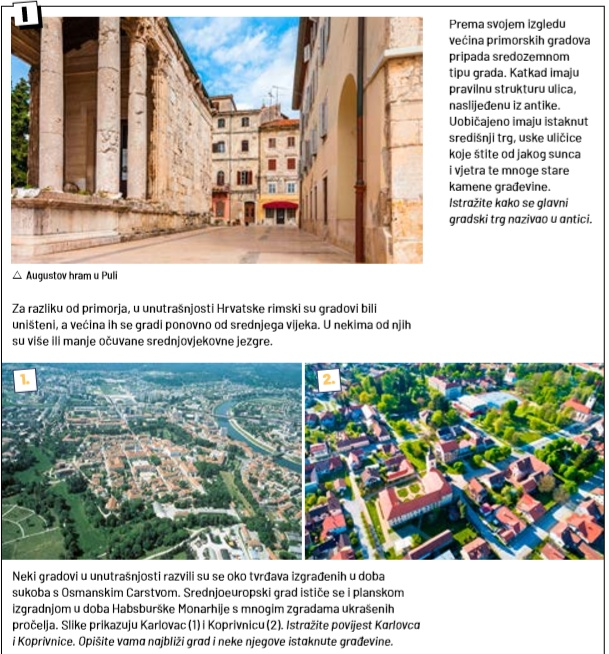 1
Prema svojem izgledu
većina primorskih gradova
pripada sredozemnom
tipu grada. Katkad imaju
pravilnu strukturu ulica,
naslijeđenu iz antike.
Uobičajeno imaju istaknut
središnji trg, uske uličice
koje štite od jakog sunca
i vjetra te mnoge stare
kamene građevine.
Istražite kako se glavni
gradski trg nazivao u antici.
△ Augustov hram u Puli
Za razliku od primorja, u unutrašnjosti Hrvatske rimski su gradovi bili
uništeni, a većina ih se gradi ponovno od srednjega vijeka. U nekima od njih
su više ili manje očuvane srednjovjekovne jezgre.
1.
2.
Neki gradovi u unutrašnjosti razvili su se oko tvrđava izgrađenih u doba
sukoba s Osmanskim Carstvom. Srednjoeuropski grad ističe se i planskom
izgradnjom u doba Habsburške Monarhije s mnogim zgradama ukrašenih
pročelja. Slike prikazuju Karlovac (1) i Koprivnicu (2). Istražite povijest Karlovca
i Koprivnice. Opišite vama najbliži grad i neke njegove istaknute građevine.